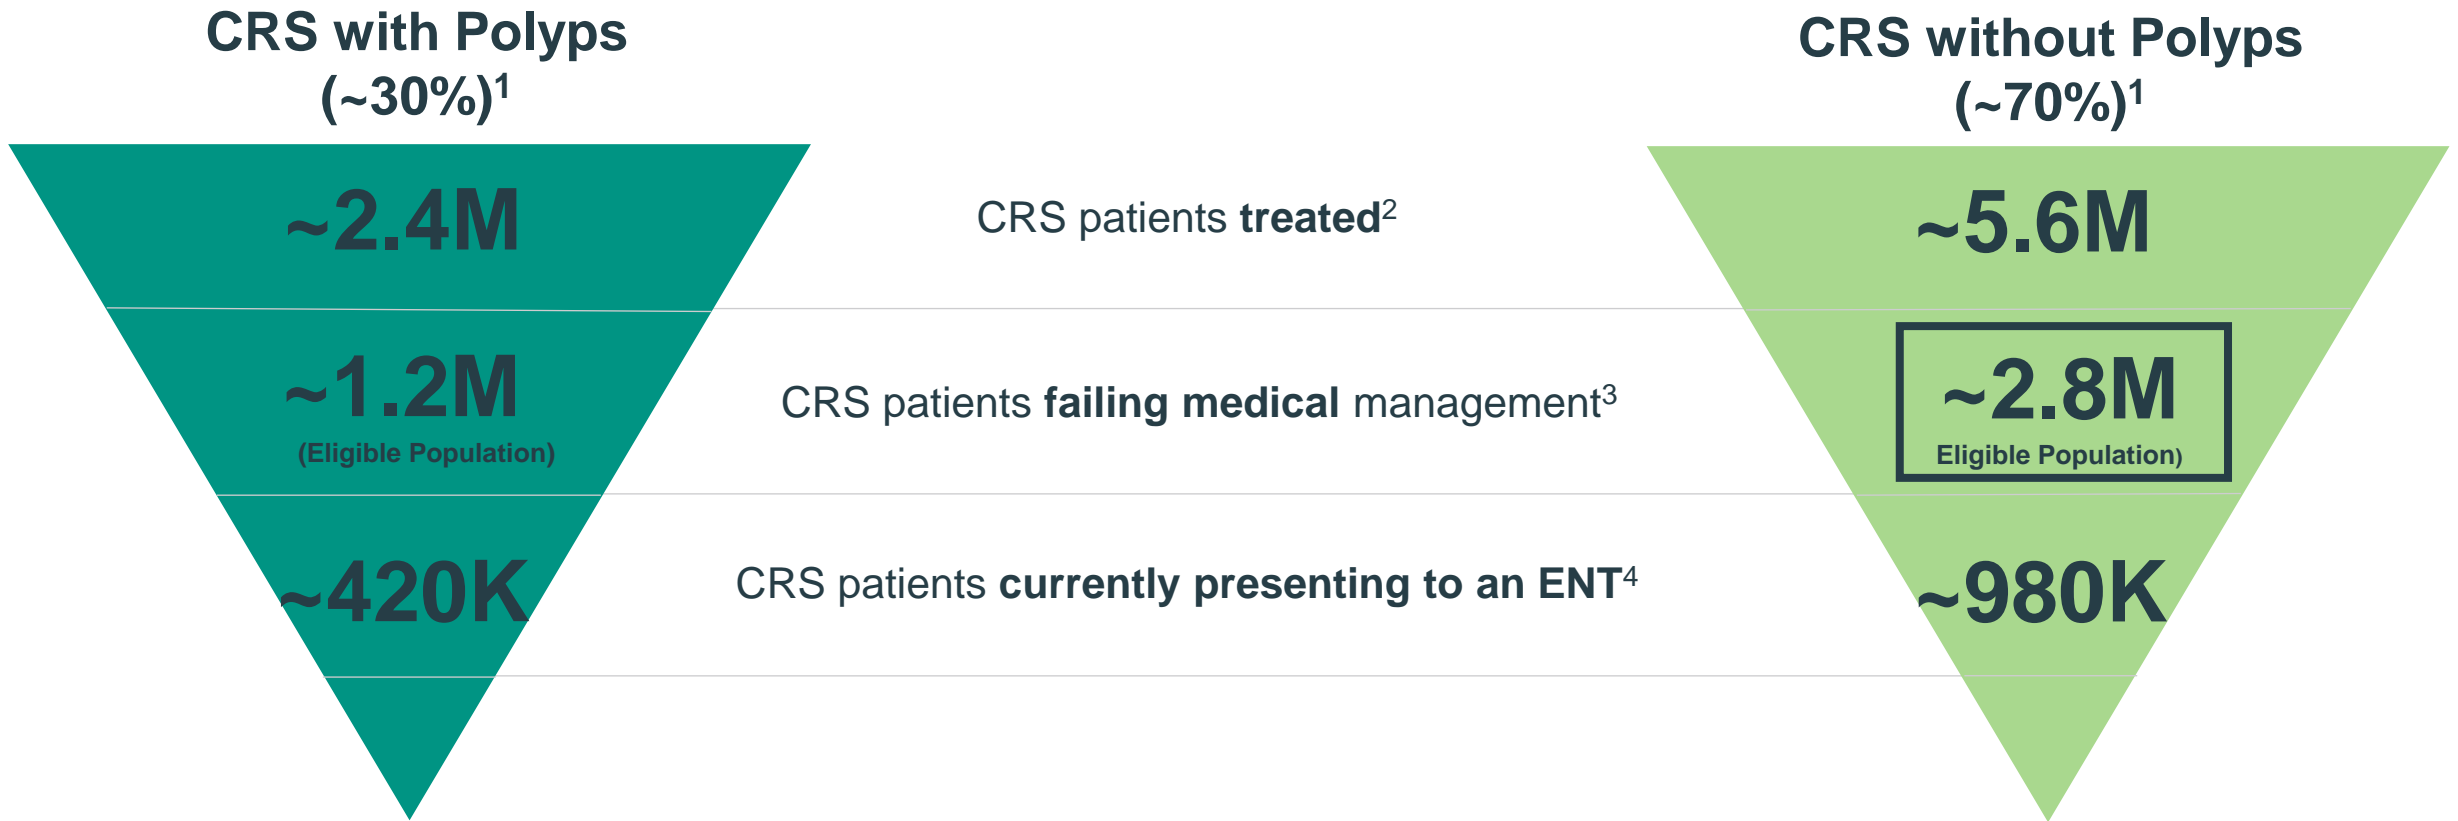 CRS with Polyps
(~30%)1
CRS without Polyps
(~70%)1
~2.4M
CRS patients treated2
~5.6M
~1.2M
(Eligible Population)
CRS patients failing medical management3
~2.8M
Eligible Population)
~420K
CRS patients currently presenting to an ENT4
~980K